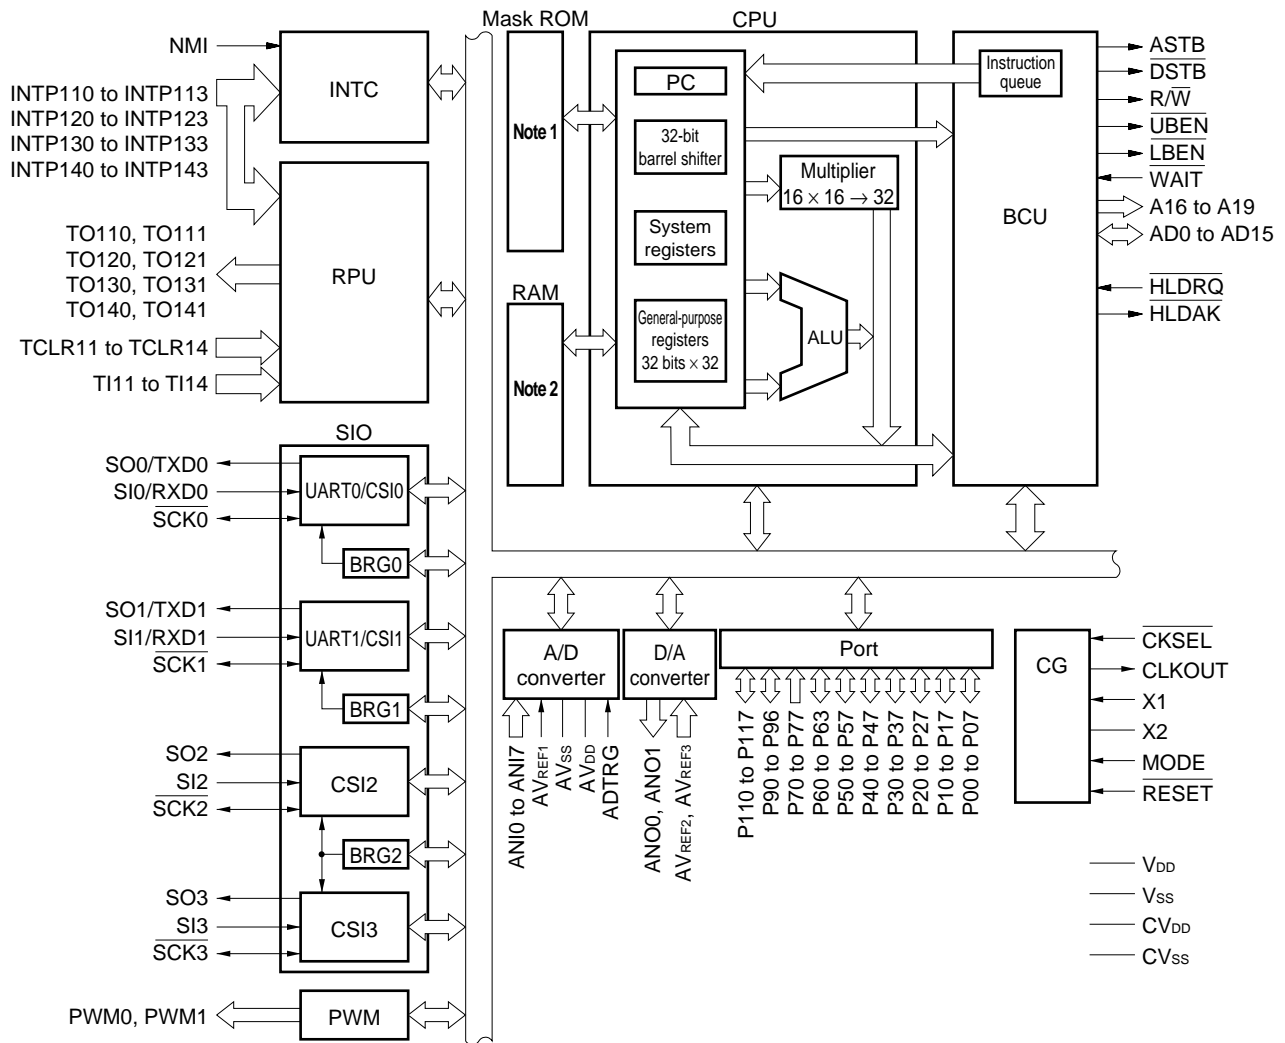 Mask ROM
CPU
NMI
INTP110 to INTP113
INTP120 to INTP123
INTP130 to INTP133
INTP140 to INTP143
INTC
TO110, TO111
TO120, TO121
TO130, TO131
TO140, TO141
RPU
TCLR11 to TCLR14
TI11 to TI14
Note 1
RAM
Note 2
PC
32-bit
barrel shifter
System
registers
General-purpose
registers
32 bits × 32
Multiplier
16 × 16 → 32
ALU
Instruction
queue
BCU
ASTB
DSTB
R/W
UBEN
LBEN
WAIT
A16 to A19
AD0 to AD15
HLDRQ
HLDAK
SIO
SO0/TXD0
SI0/RXD0
SCK0
UART0/CSI0
BRG0
SO1/TXD1
SI1/RXD1
SCK1
UART1/CSI1
BRG1
SO2
SI2
SCK2
CSI2
BRG2
SO3
SI3
SCK3
CSI3
PWM0, PWM1
PWM
A/D
converter
ANI0 to ANI7
AVREF1
AVSS
AVDD
ADTRG
D/A
converter
ANO0, ANO1
AVREF2, AVREF3
Port
P110 to P117
P90 to P96
P70 to P77
P60 to P63
P50 to P57
P40 to P47
P30 to P37
P20 to P27
P10 to P17
P00 to P07
CG
CKSEL
CLKOUT
X1
X2
MODE
RESET
VDD
VSS
CVDD
CVSS